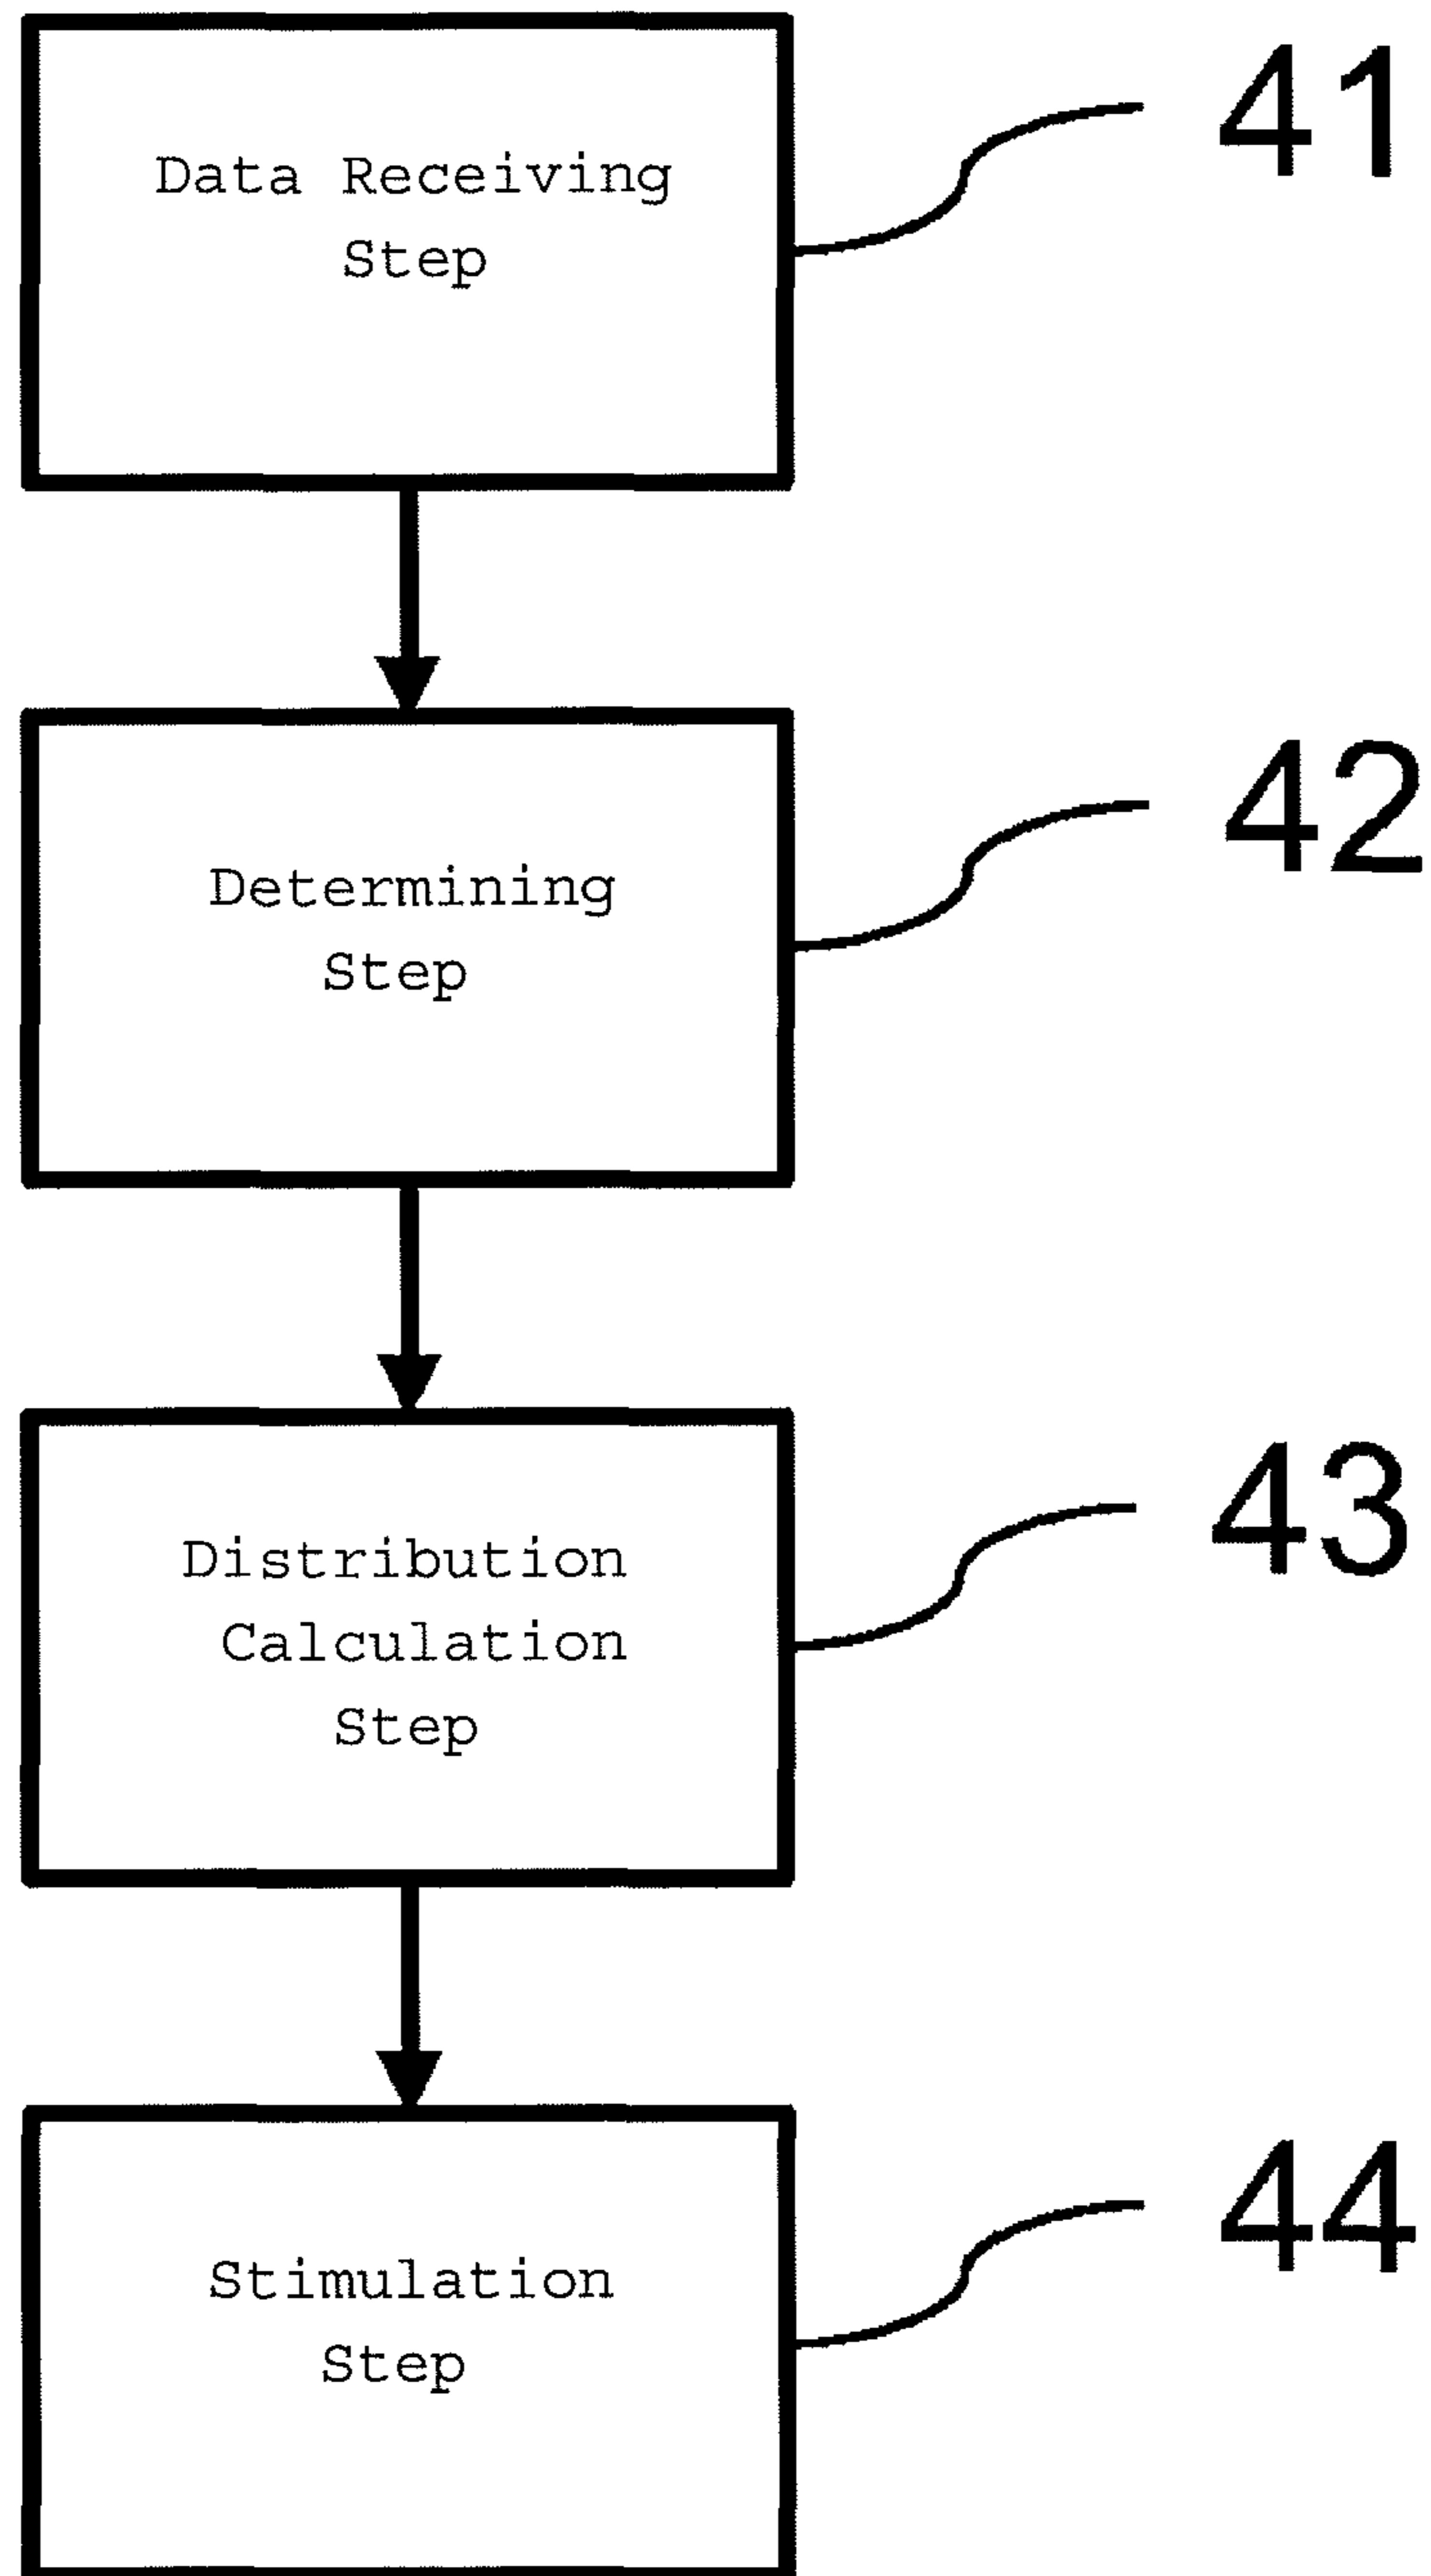 Data Receiving
Step
41
Determining
Step
42
Distribution
Calculation
Step
43
Stimulation
Step
44